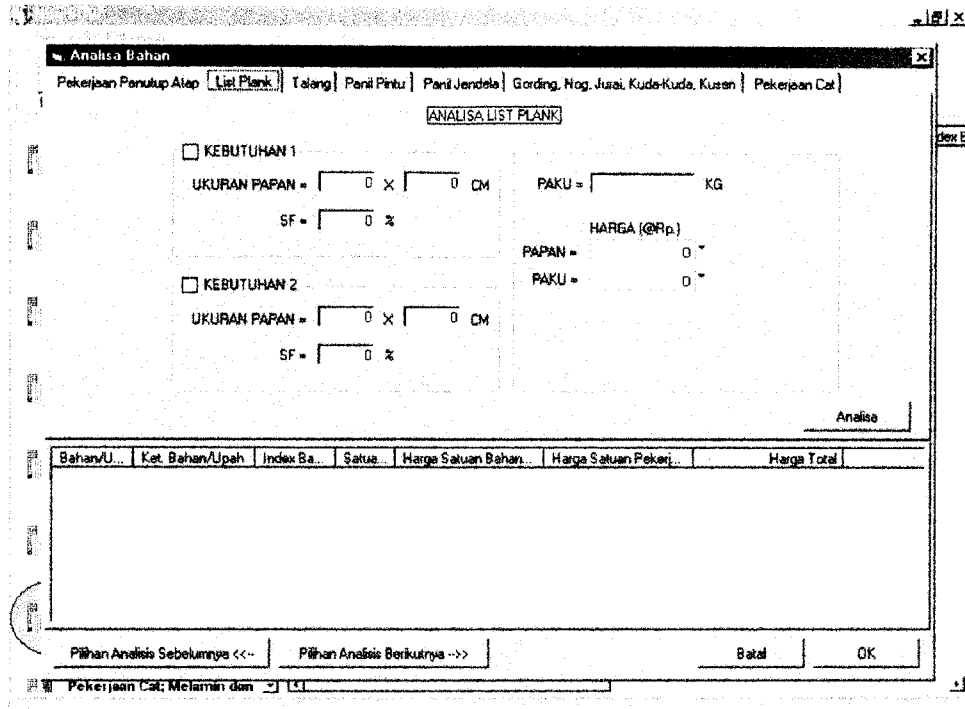 Analisa Bahan
Pekerjaan Penutup Atap List Plank Talang Panil Pintu Panil Jendela Gording, Nog, Jurai, Kuda-Kuda, Kusen Pekerjaan Cat
ANALISA LIST PLANK
KEBUTUHAN 1
UKURAN PAPAN = 0 X 0 CM
SF = 0 %
KEBUTUHAN 2
UKURAN PAPAN = 0 X 0 CM
SF = 0 %
PAKU = KG
HARGA (@Rp.)
PAPAN = 0
PAKU = 0
Analisa
Bahan/U... Ket. Bahan/Upah Index Ba... Satua... Harga Satuan Bahan... Harga Satuan Pekerj... Harga Total
Pilihan Analisis Sebelumnya <<-- Pilihan Analisis Berikutnya -->> Batal OK
Pekerjaan Cat; Melamin dan